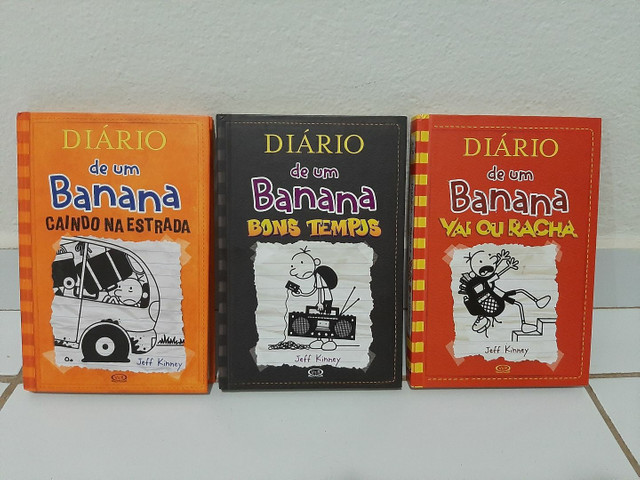 DIÁRIO
de um
Banana
CAINDO NA ESTRADA
Jeff Kinney
DIÁRIO
de um
Banana
BONS TEMPOS
Jeff Kinney
DIÁRIO
de um
Banana
VAI OU RACHA
Jeff Kinney